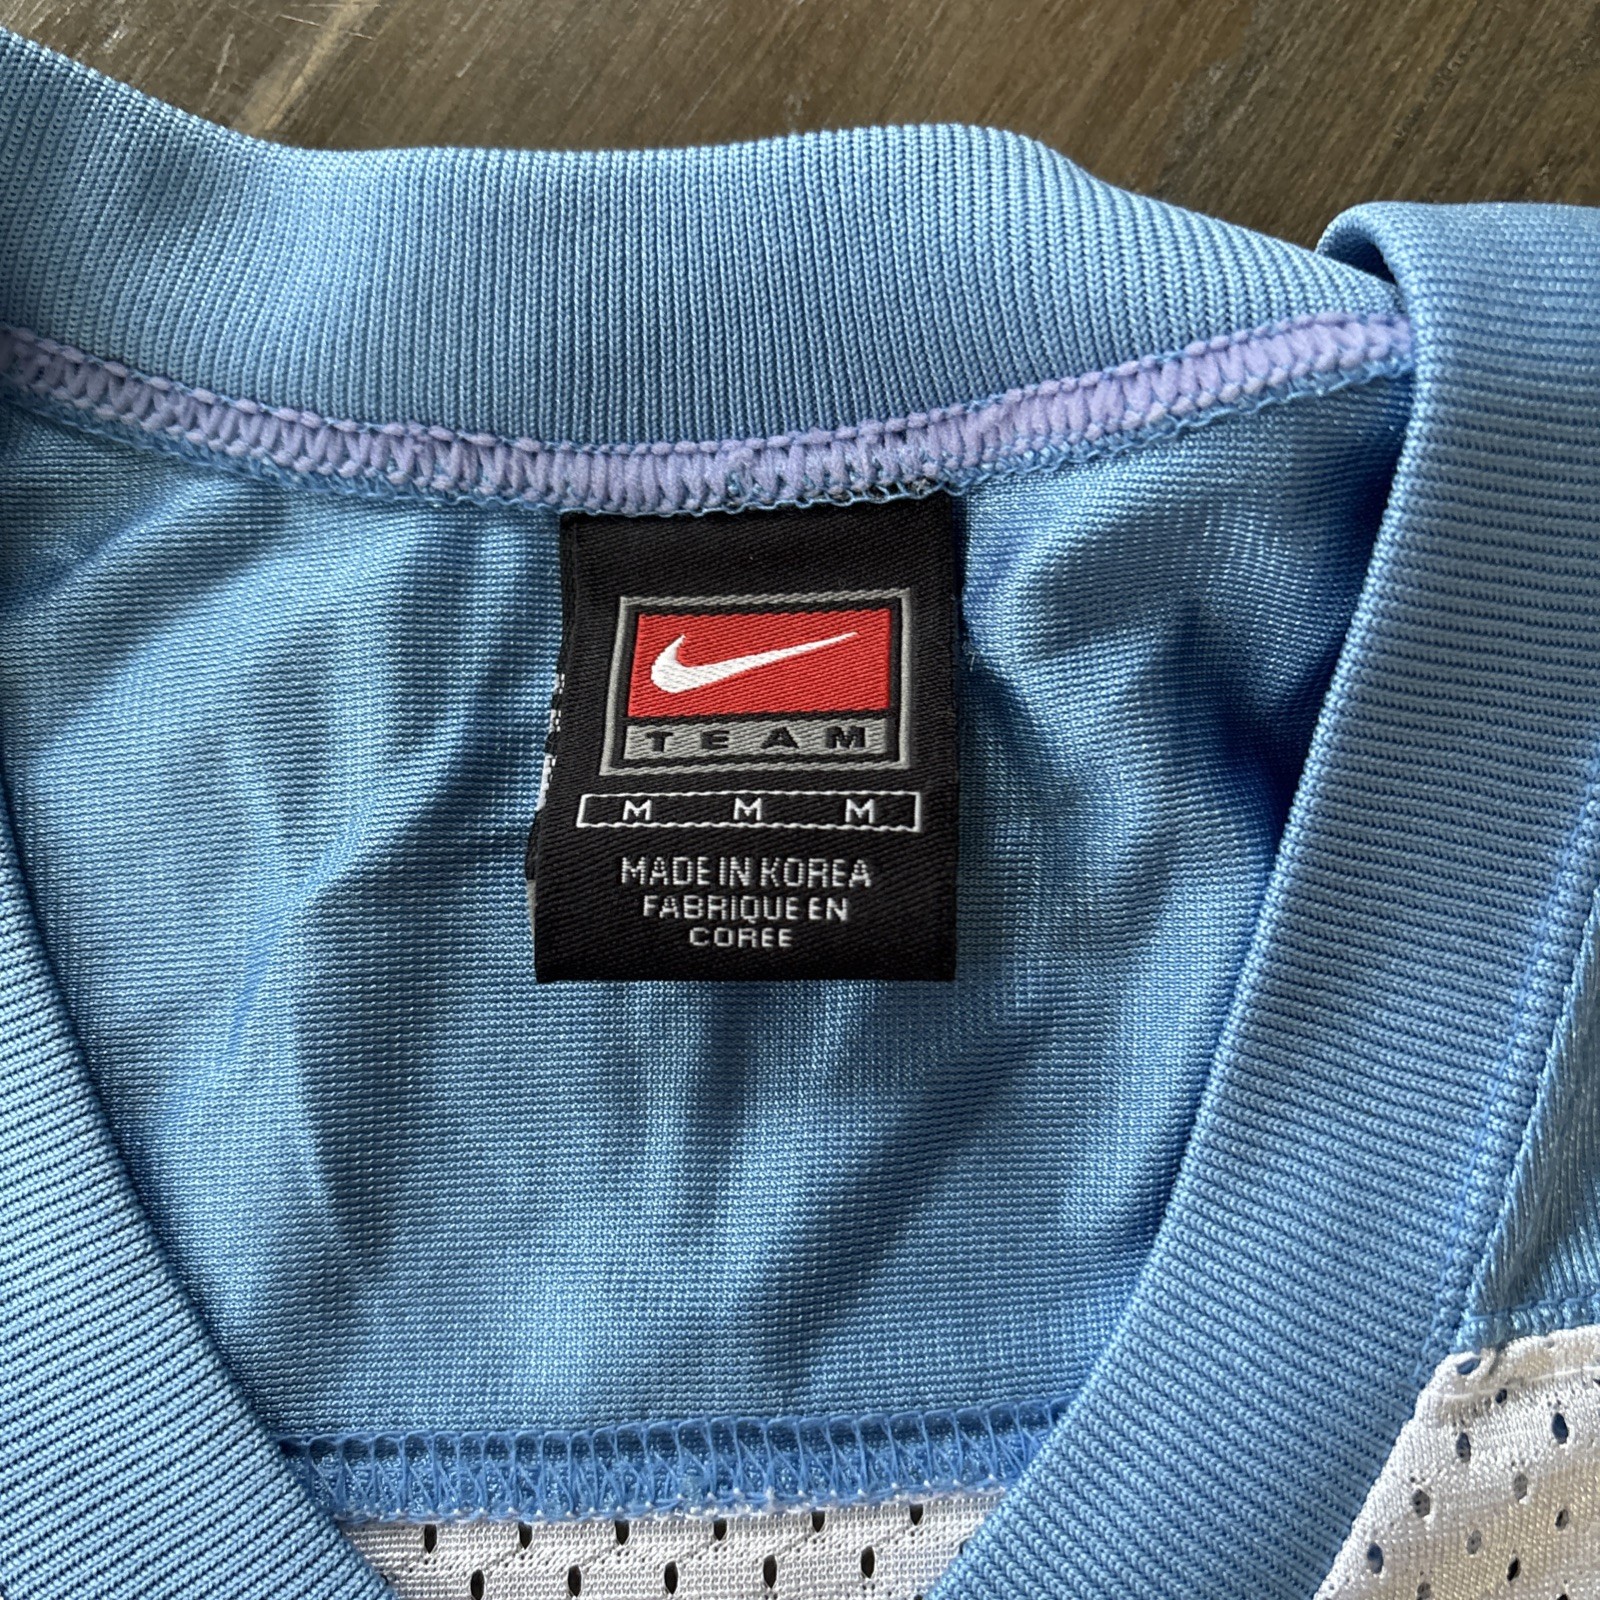 TEAM
M M M
MADE IN KOREA
FABRIQUE EN
COREE